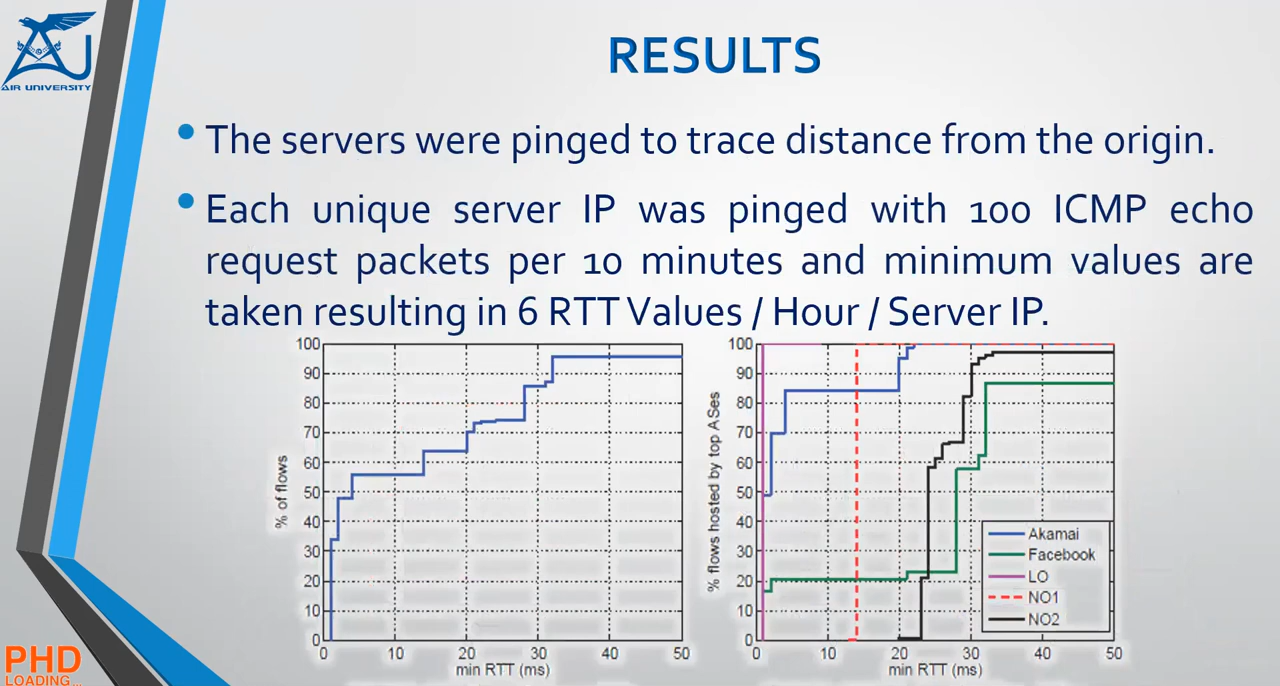 AIR UNIVERSITY
RESULTS
• The servers were pinged to trace distance from the origin.
• Each unique server IP was pinged with 100 ICMP echo
request packets per 10 minutes and minimum values are
taken resulting in 6 RTT Values / Hour / Server IP.
% of flows
100
90
80
70
60
50
40
30
20
10
0
0 10 20 30 40 50
min RTT (ms)
% flows hosted by top ASes
100
90
80
70
60
50
40
30
20
10
0
Akamai
Facebook
LO
NO1
NO2
0 10 20 30 40 50
min RTT (ms)
PHD
LOADING...